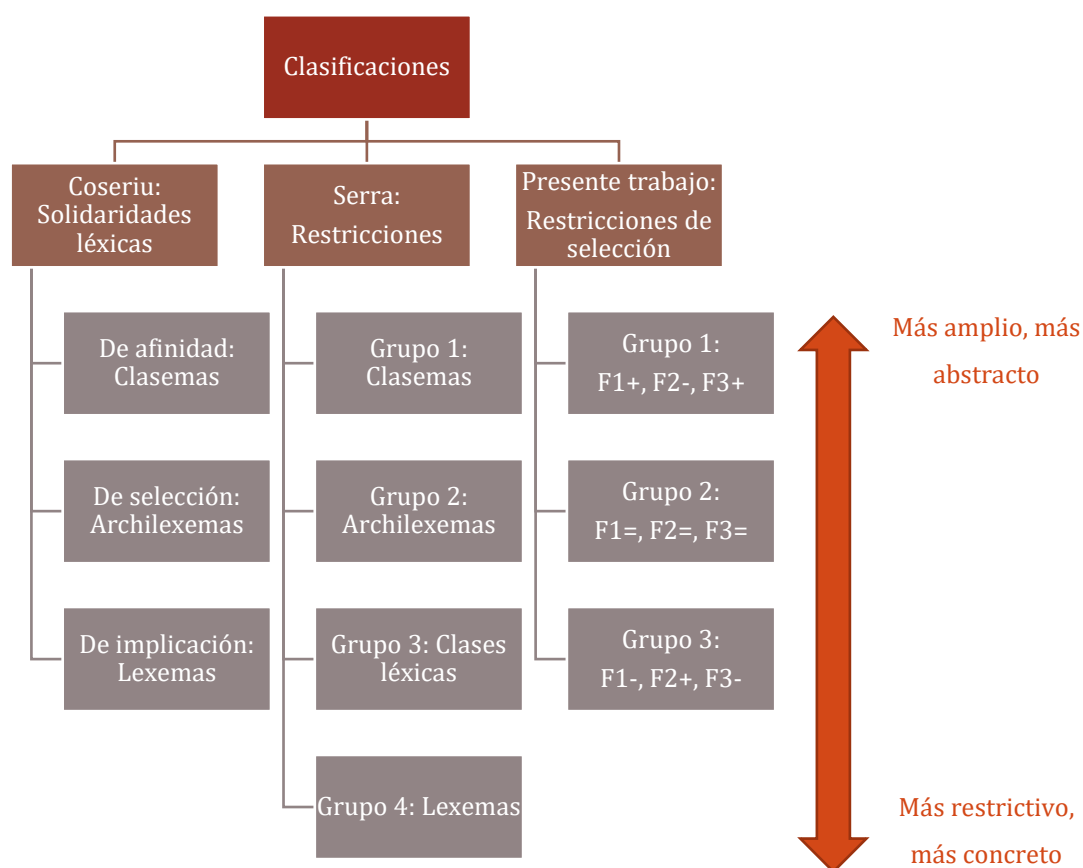 Clasificaciones
Coseriu:
Solidaridades
léxicas
Serra:
Restricciones
Presente trabajo:
Restricciones de
selección
De afinidad:
Clasemas
Grupo 1:
Clasemas
Grupo 1:
F1+, F2-, F3+
Más amplio, más
abstracto
De selección:
Archilexemas
Grupo 2:
Archilexemas
Grupo 2:
F1=, F2=, F3=
De implicación:
Lexemas
Grupo 3: Clases
léxicas
Grupo 3:
F1-, F2+, F3-
Grupo 4: Lexemas
Más restrictivo,
más concreto